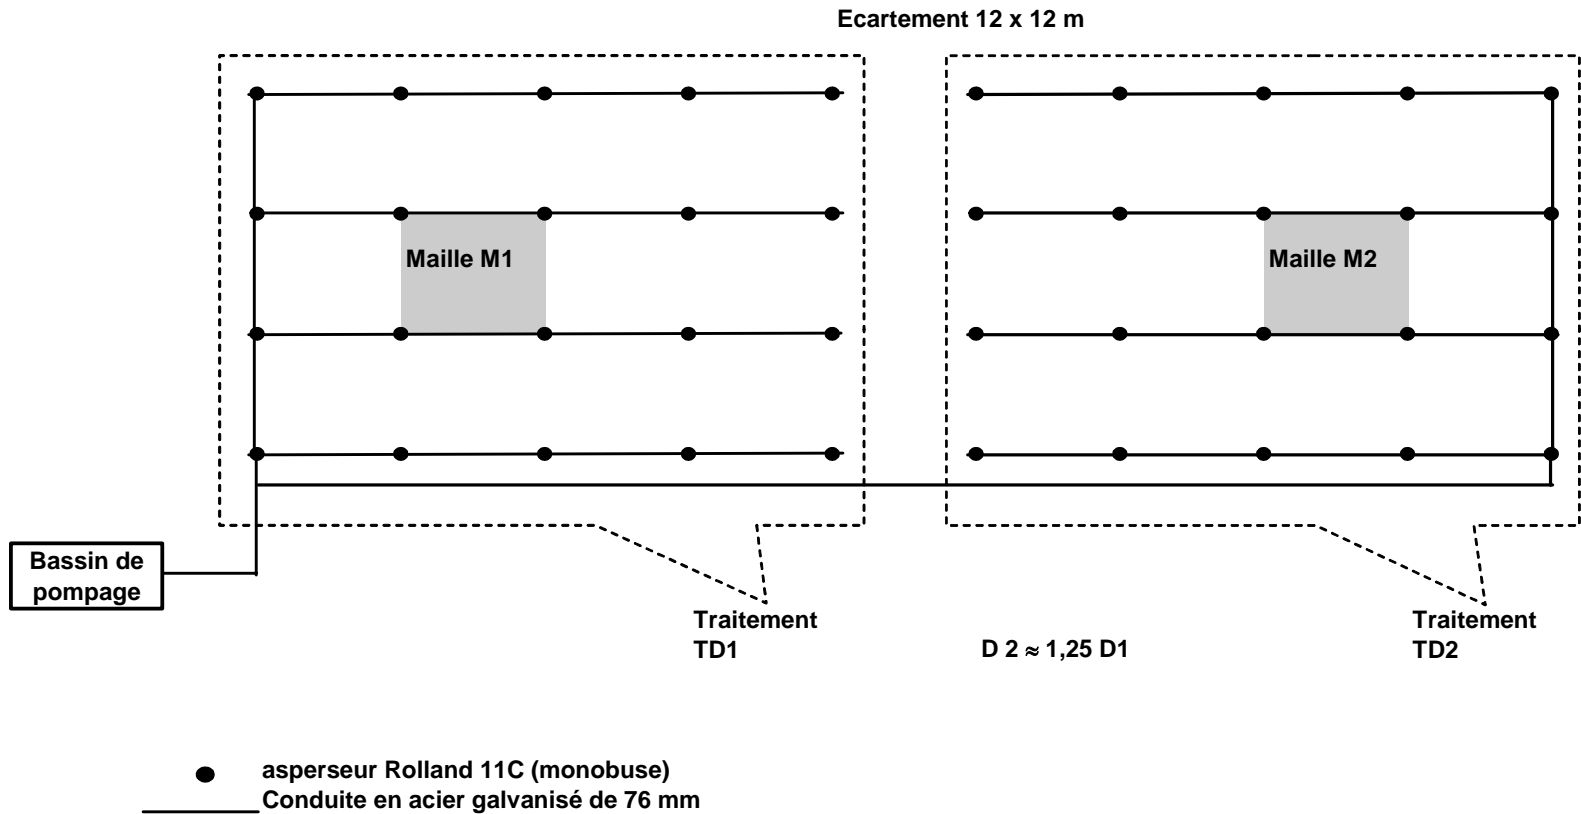 Ecartement 12 x 12 m
Maille M1
Maille M2
Bassin de
pompage
Traitement
TD1
D 2 ≈ 1,25 D1
Traitement
TD2
asperseur Rolland 11C (monobuse)
Conduite en acier galvanisé de 76 mm